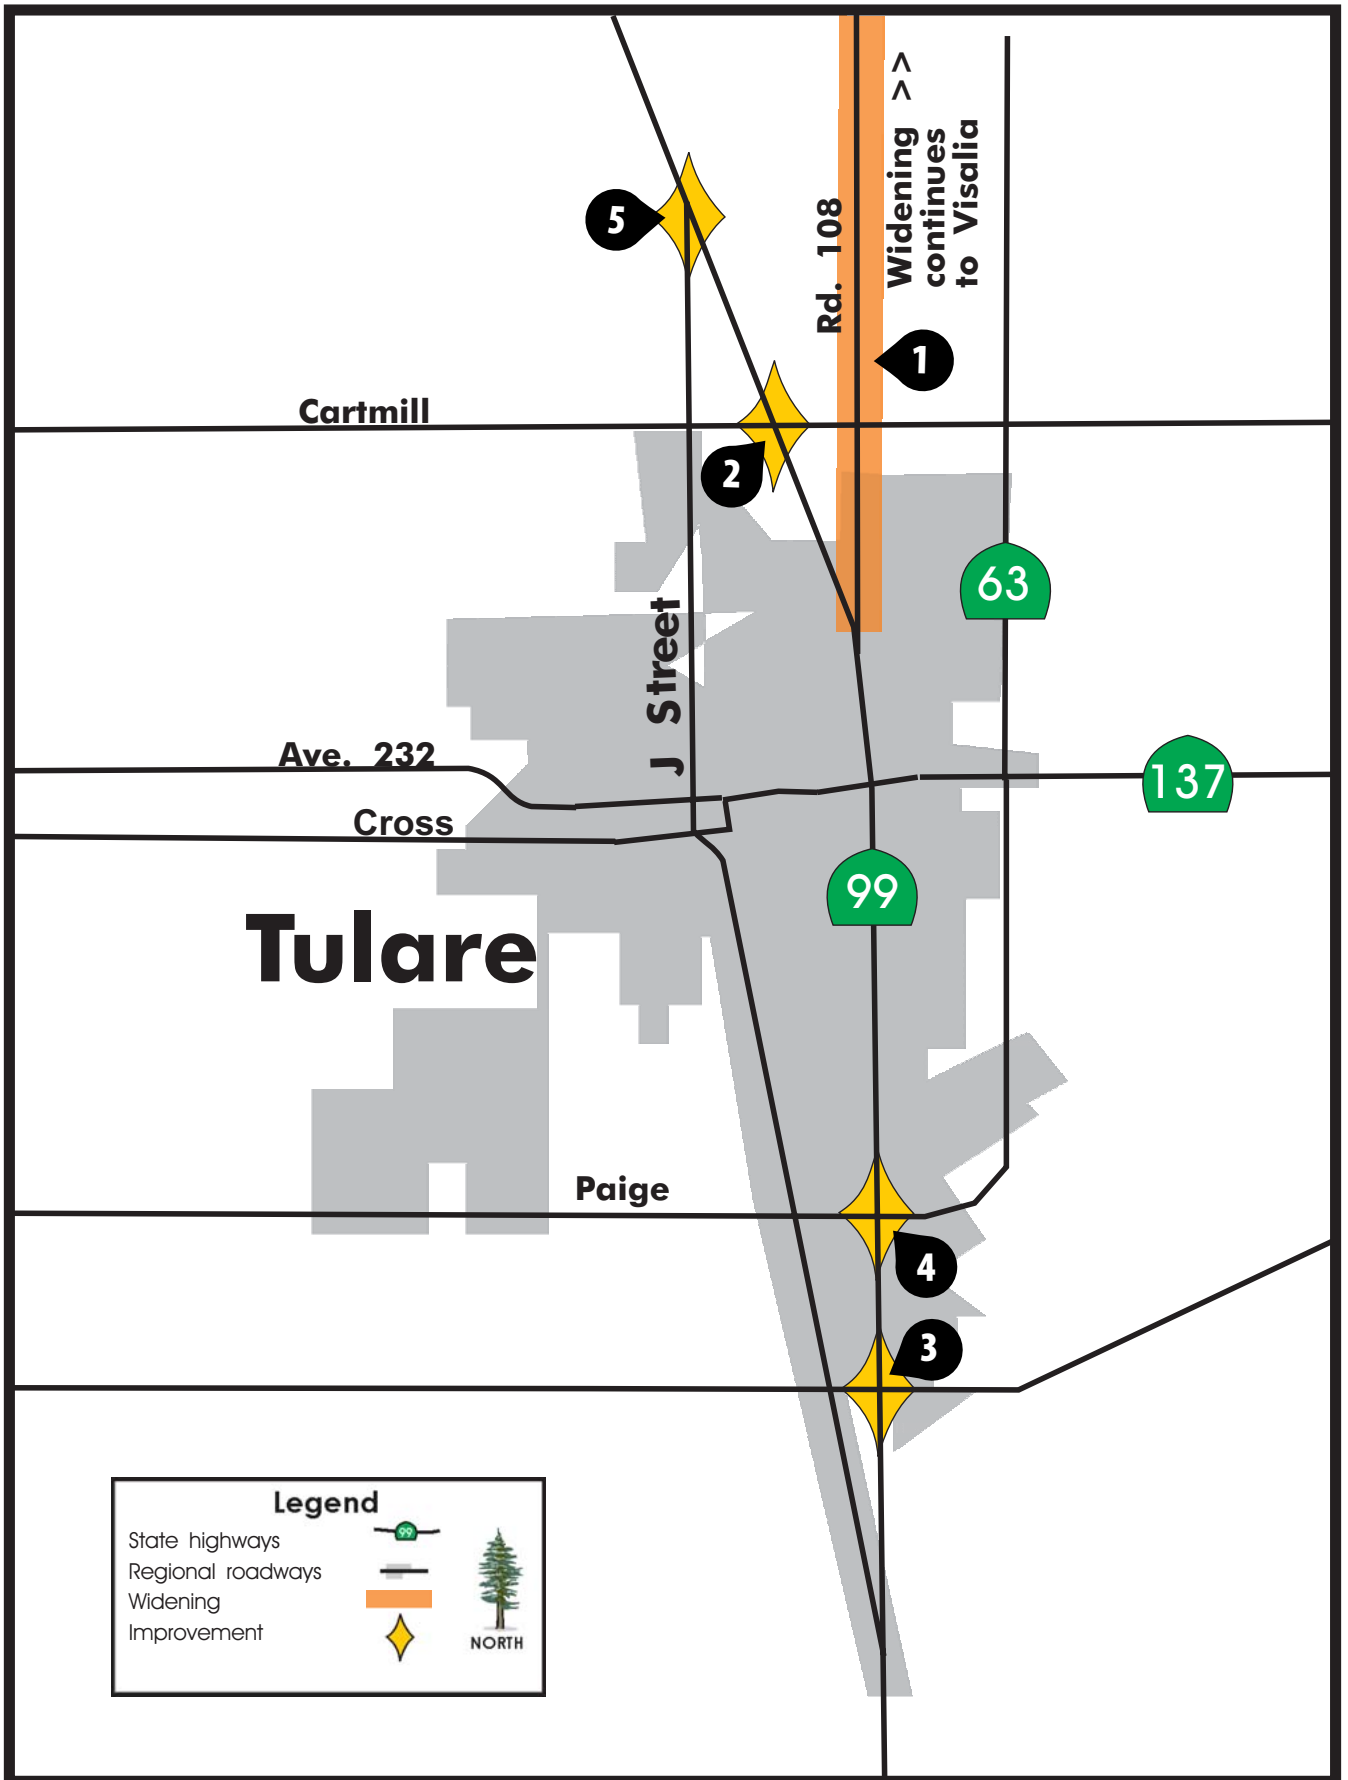 5
Rd. 108
Widening >>
continues
to Visalia
1
Cartmill
2
63
J Street
Ave. 232
137
Cross
99
Tulare
Paige
4
3
Legend
State highways
99
Regional roadways
Widening
Improvement
NORTH